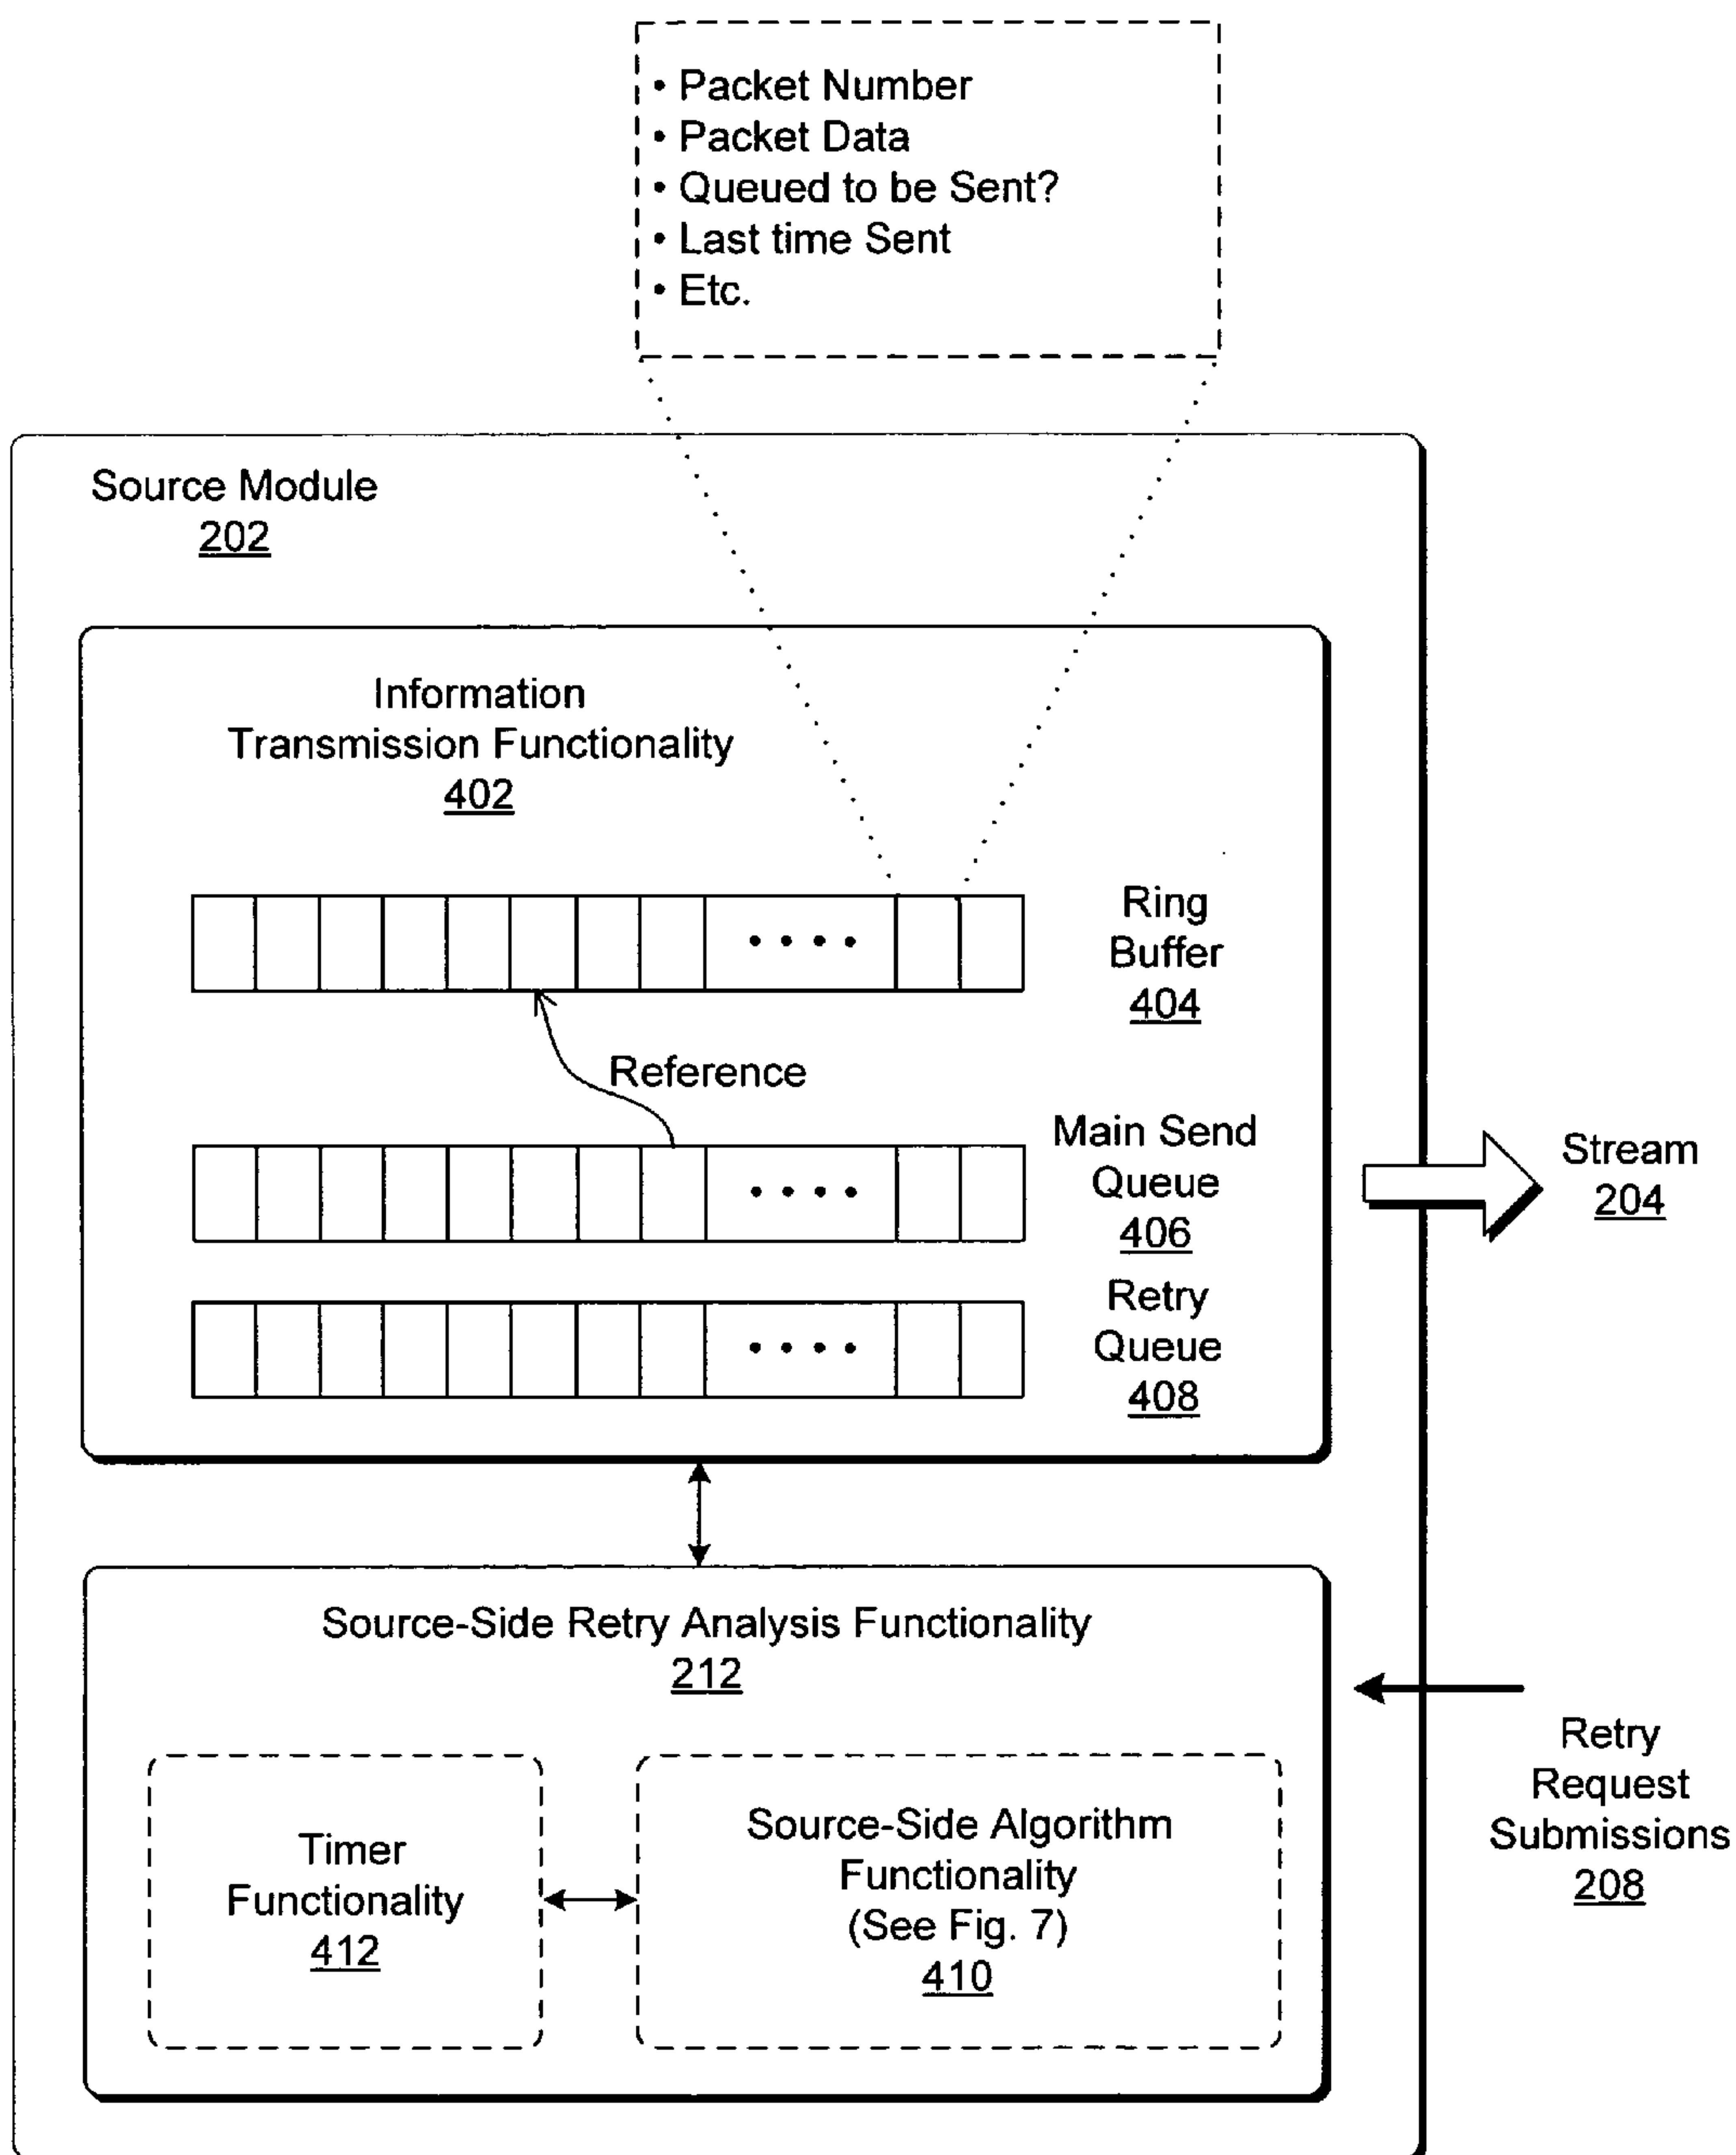 • Packet Number
• Packet Data
• Queued to be Sent?
• Last time Sent
• Etc.
Source Module
202
Information
Transmission Functionality
402
Ring
Buffer
404
Reference
Main Send
Queue
406
Stream
204
Retry
Queue
408
Source-Side Retry Analysis Functionality
212
Retry
Request
Submissions
208
Timer
Functionality
412
Source-Side Algorithm
Functionality
(See Fig. 7)
410